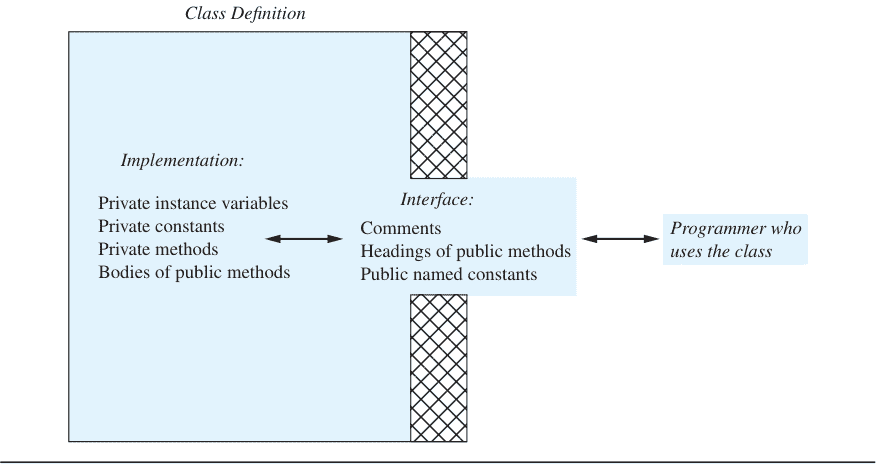 Class Definition
Implementation:
Private instance variables
Private constants
Private methods
Bodies of public methods
Interface:
Comments
Headings of public methods
Public named constants
Programmer who
uses the class